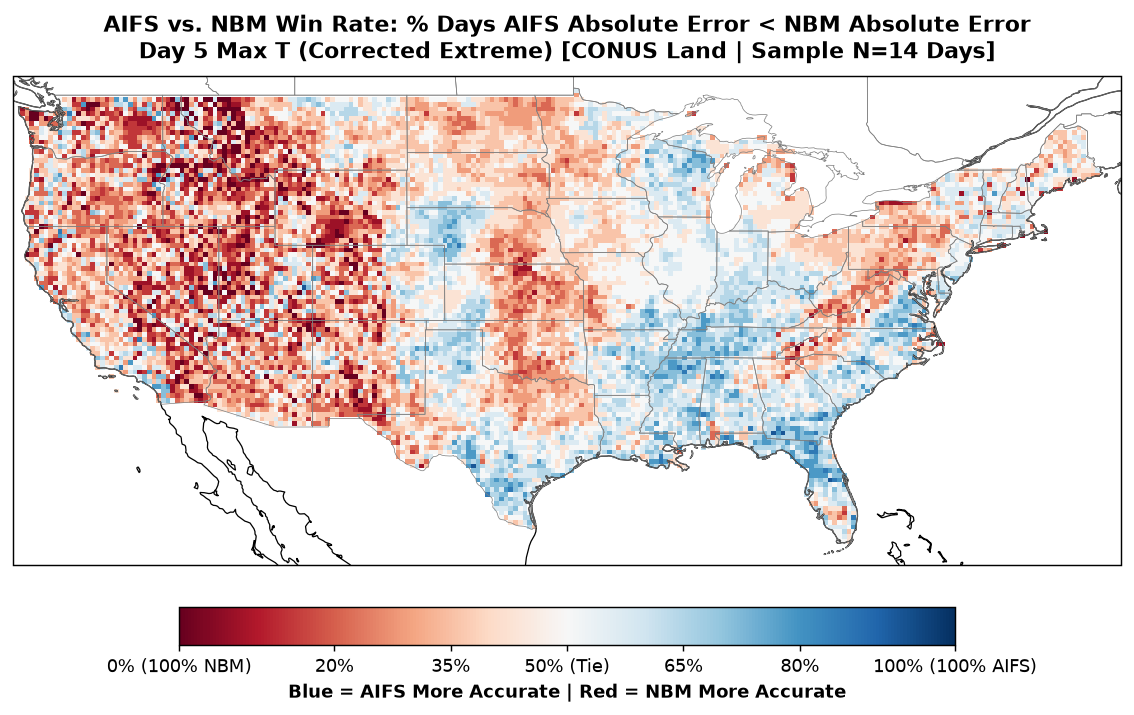 AIFS vs. NBM Win Rate: % Days AIFS Absolute Error < NBM Absolute Error
Day 5 Max T (Corrected Extreme) [CONUS Land | Sample N=14 Days]
0% (100% NBM) 20% 35% 50% (Tie) 65% 80% 100% (100% AIFS)
Blue = AIFS More Accurate | Red = NBM More Accurate